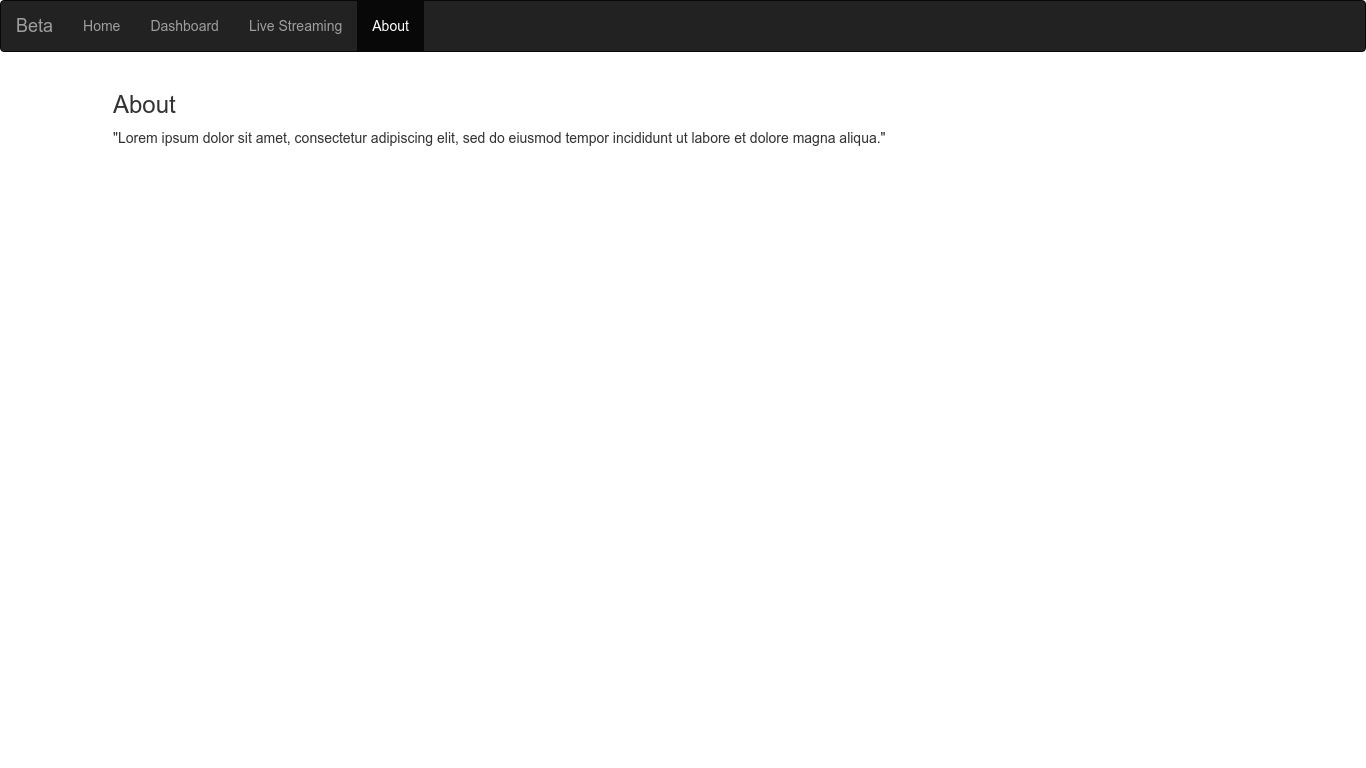 Beta Home Dashboard Live Streaming About
About
"Lorem ipsum dolor sit amet, consectetur adipiscing elit, sed do eiusmod tempor incididunt ut labore et dolore magna aliqua."